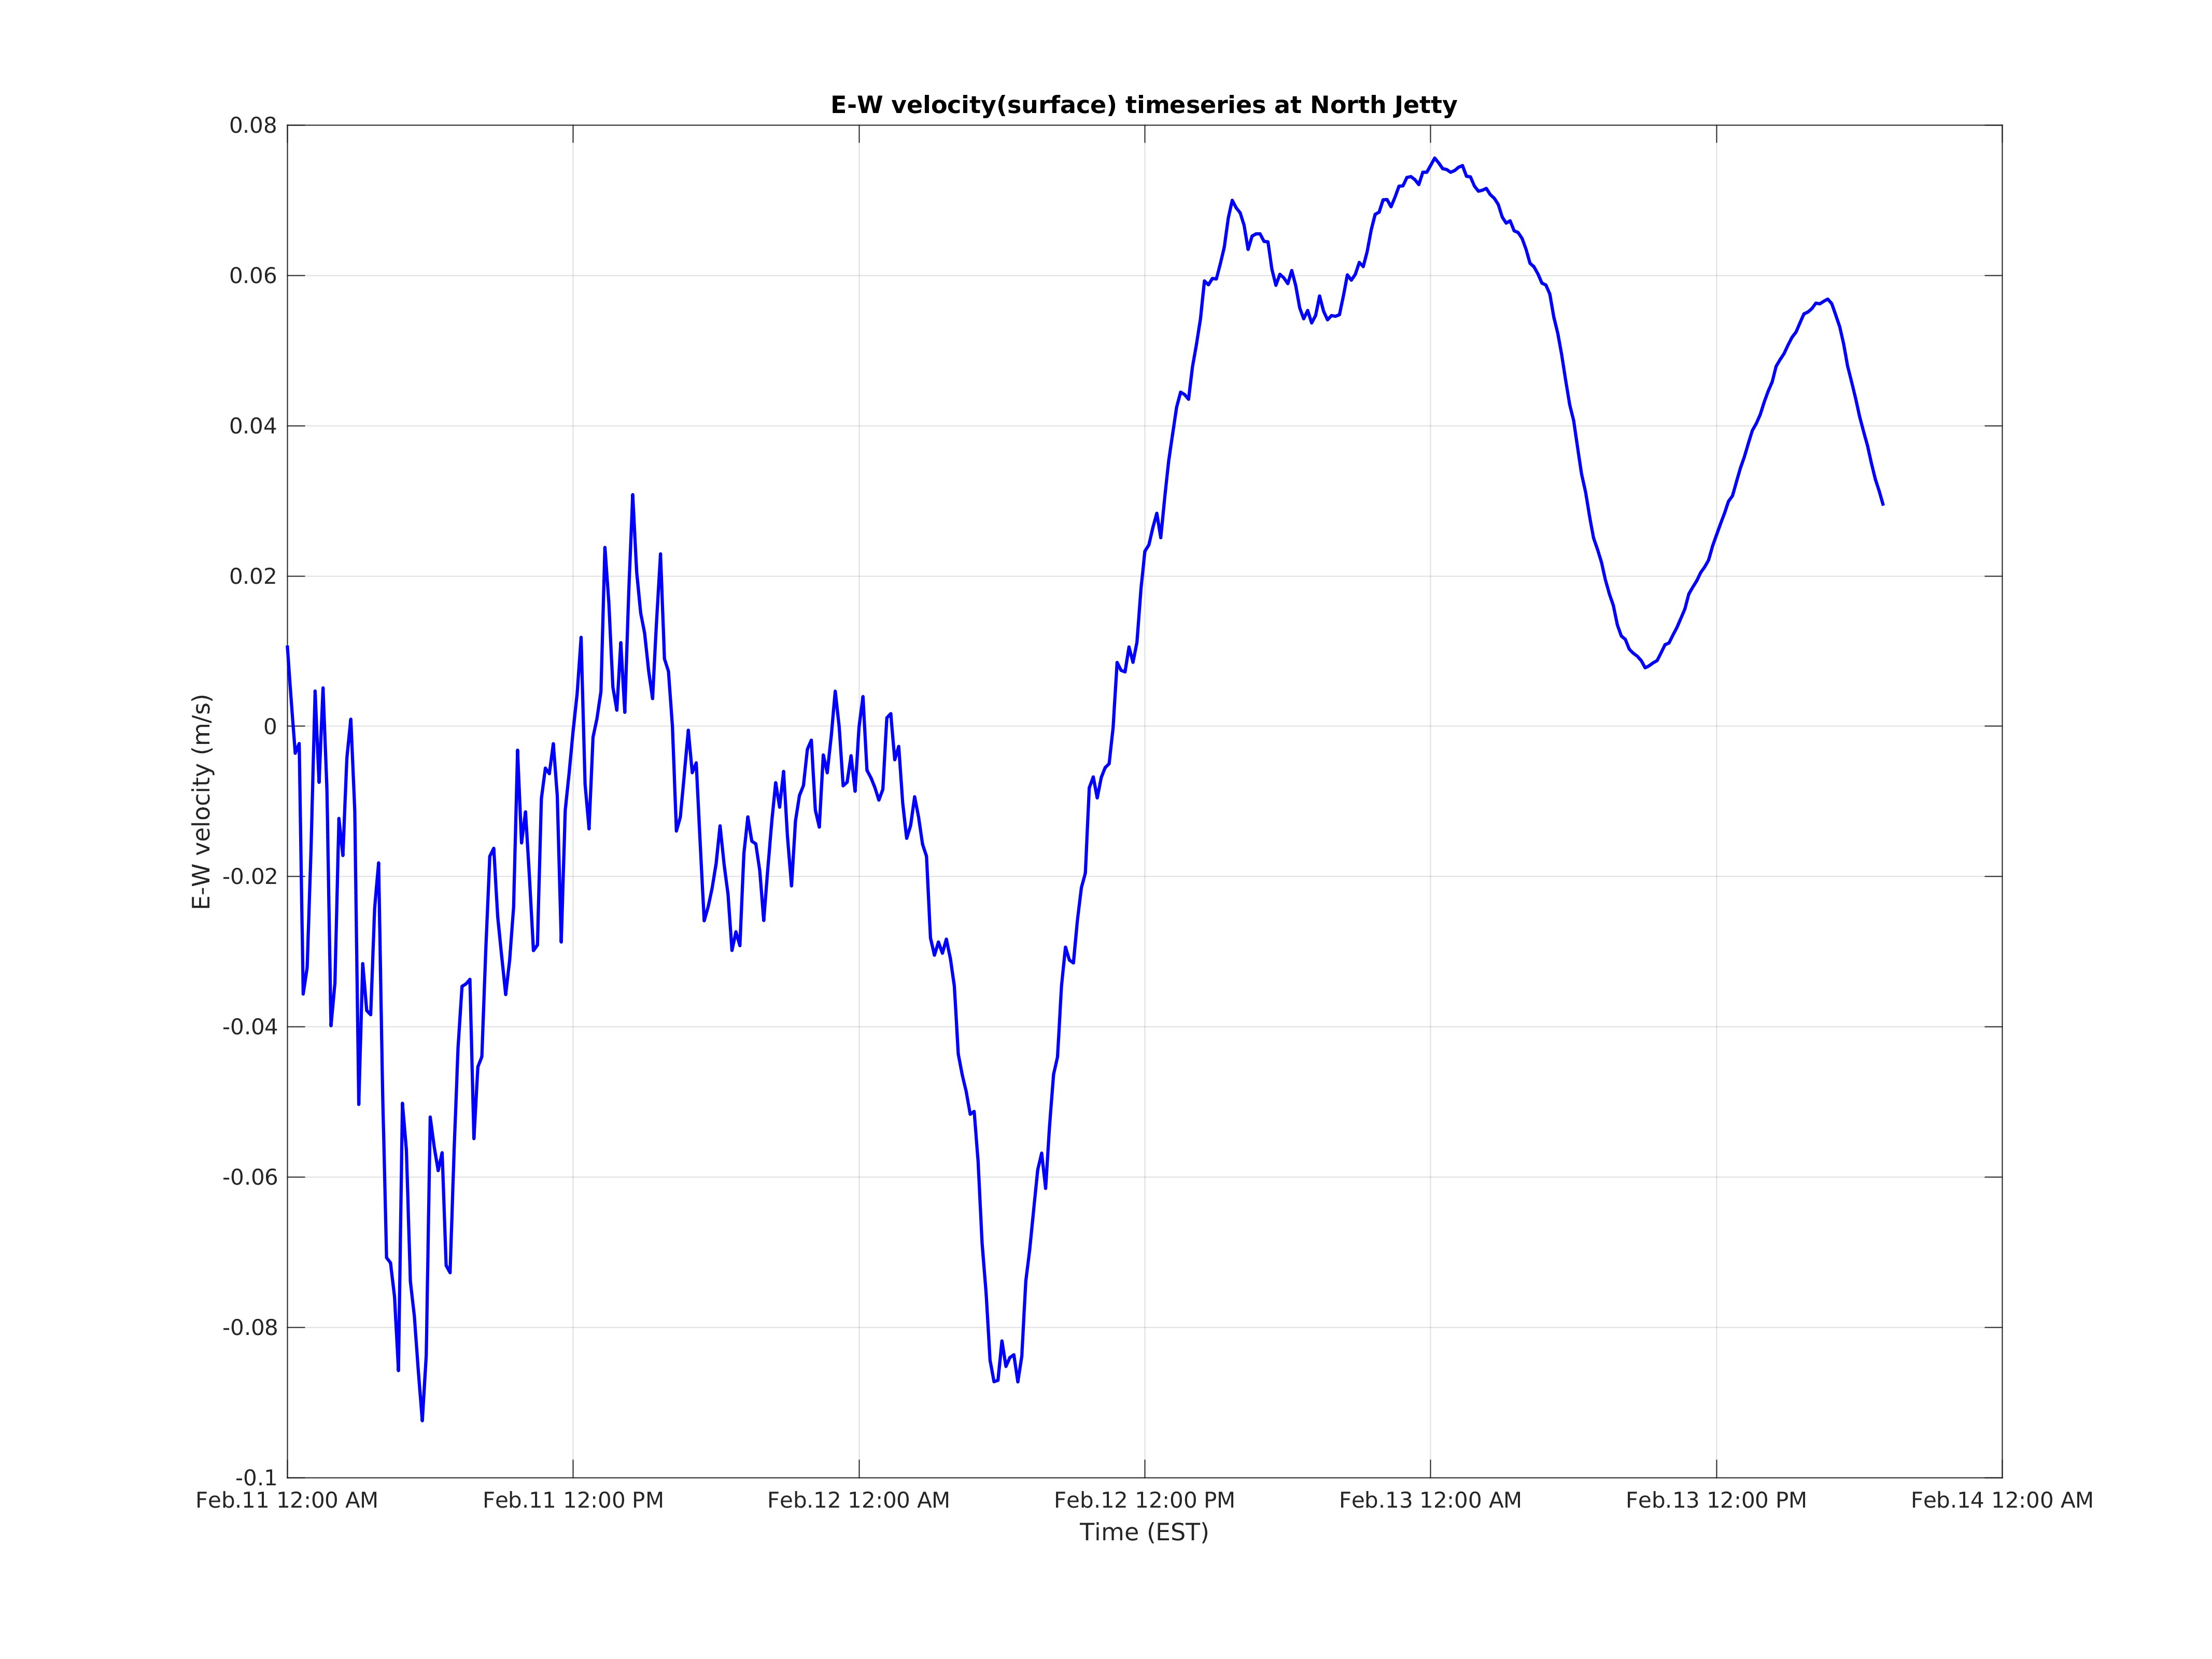 E-W velocity(surface) timeseries at North Jetty
0.08
0.06
0.04
0.02
0
-0.02
-0.04
-0.06
-0.08
-0.1
E-W velocity (m/s)
Feb.11 12:00 AM Feb.11 12:00 PM Feb.12 12:00 AM Feb.12 12:00 PM Feb.13 12:00 AM Feb.13 12:00 PM Feb.14 12:00 AM
Time (EST)